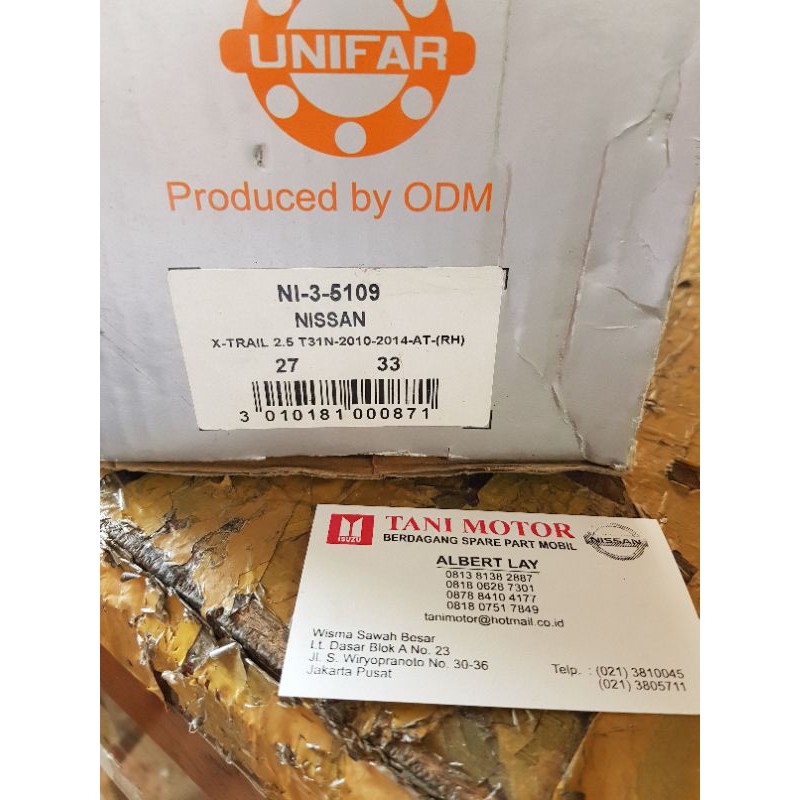 UNIFAR
Produced by ODM
NI-3-5109
NISSAN
X-TRAIL 2.5 T31N-2010-2014-AT-(RH)
27 33
3 010181 000871
ISUZU
TANI MOTOR
BERDAGANG SPARE PART MOBIL
NISSAN
ALBERT LAY
0813 8138 2887
0818 0628 7301
0878 8410 4177
0818 0751 7849
tanimotor@hotmail.co.id
Wisma Sawah Besar
Lt. Dasar Blok A No. 23
Jl. S. Wiryopranoto No. 30-36
Jakarta Pusat
Telp. : (021) 3810045
(021) 3805711